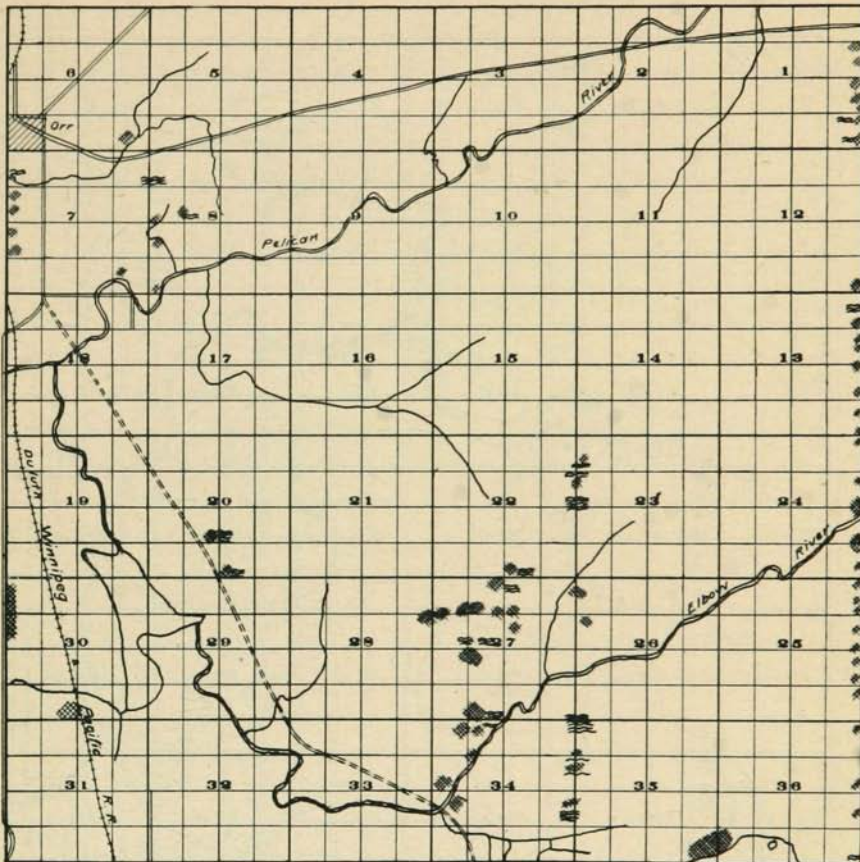 6 5 4 3 2 1
River
Orr
7 8 9 10 11 12
Pelican
18 17 16 15 14 13
Duluth
19 20 21 22 23 24
Winnipeg
River
Elbow
30 29 28 27 26 25
&
Pacific
31 32 33 34 35 36
R.R.